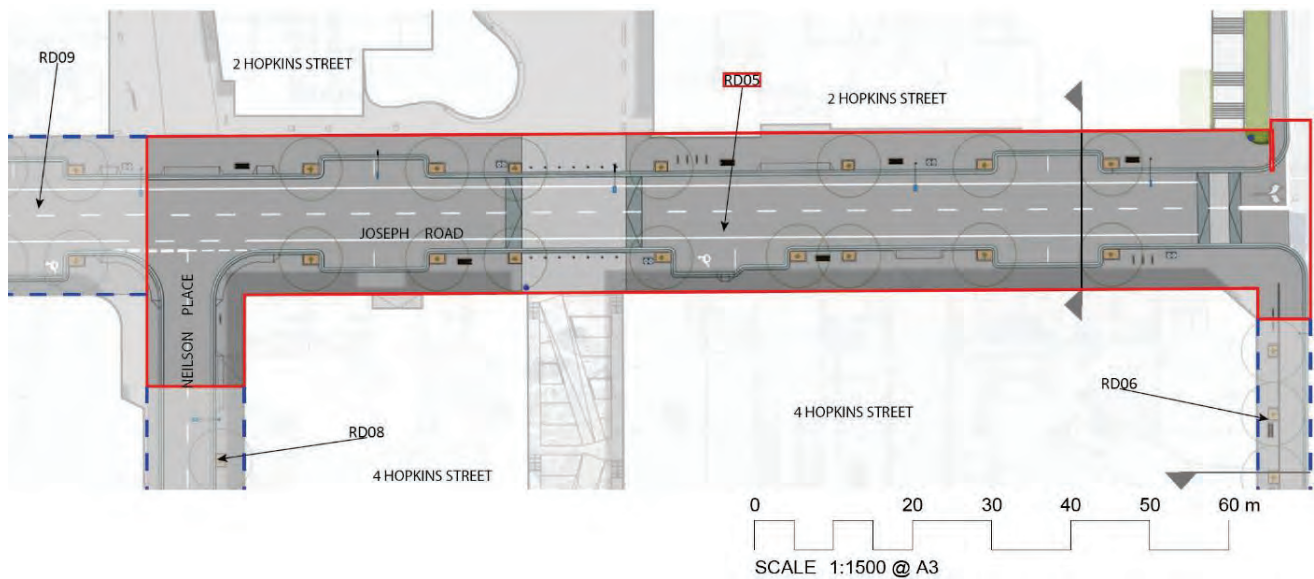 RD09
2 HOPKINS STREET
RD05
2 HOPKINS STREET
JOSEPH ROAD
NEILSON PLACE
RD08
4 HOPKINS STREET
4 HOPKINS STREET
RD06
0 10 20 30 40 50 60 m
SCALE 1:1500 @ A3